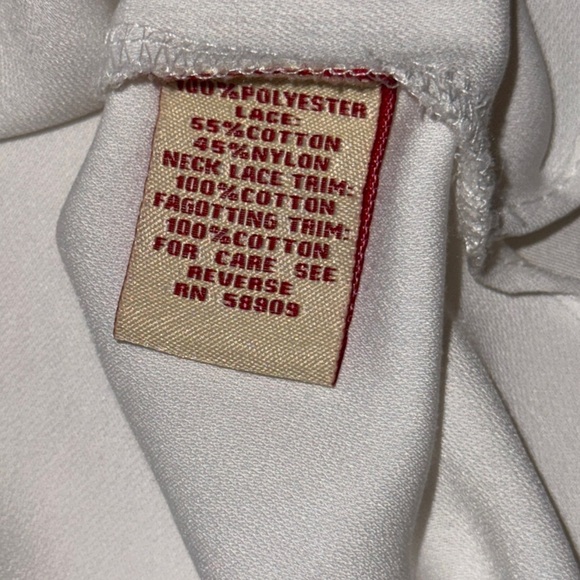 100%POLYESTER
LACE:
55%COTTON
45%NYLON
NECK LACE TRIM:
100%COTTON
FAGOTTING TRIM:
100%COTTON
FOR CARE SEE
REVERSE
RN 58909